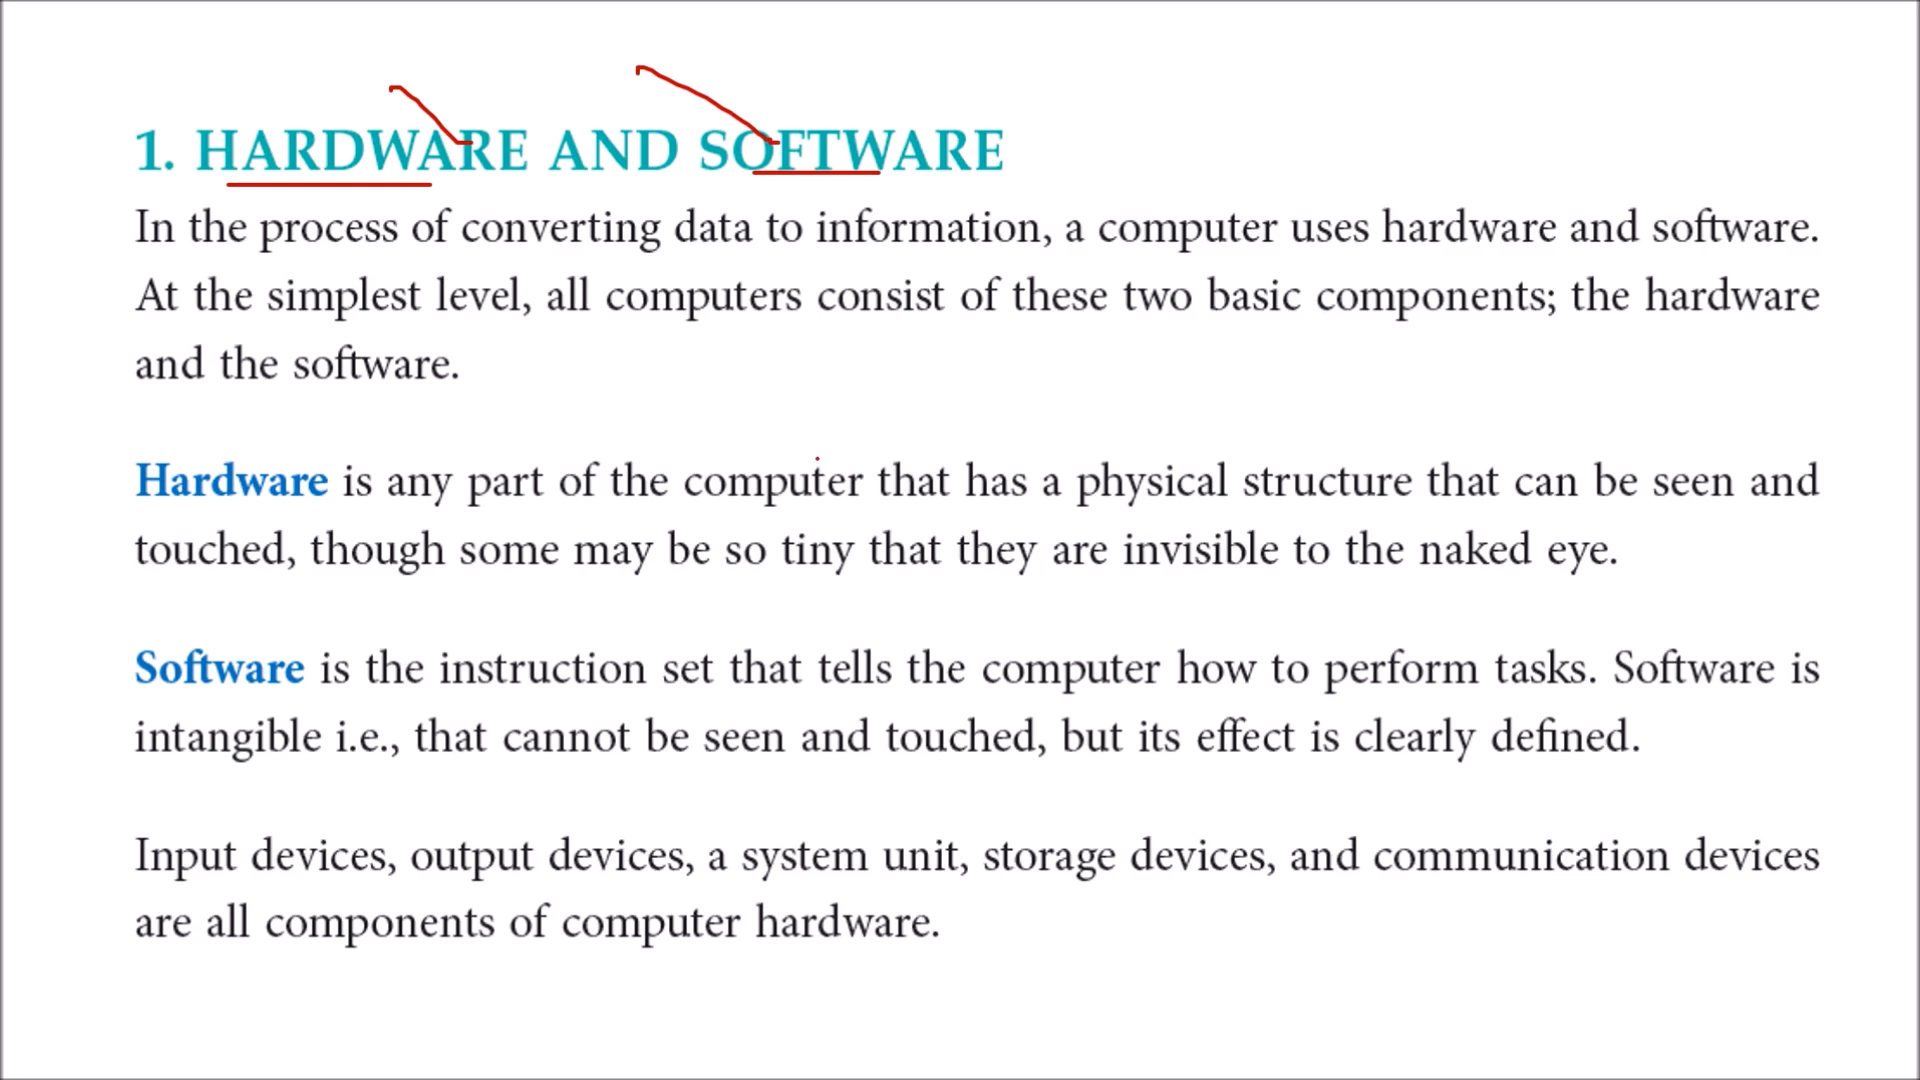 1. HARDWARE AND SOFTWARE
In the process of converting data to information, a computer uses hardware and software.
At the simplest level, all computers consist of these two basic components; the hardware
and the software.
Hardware is any part of the computer that has a physical structure that can be seen and
touched, though some may be so tiny that they are invisible to the naked eye.
Software is the instruction set that tells the computer how to perform tasks. Software is
intangible i.e., that cannot be seen and touched, but its effect is clearly defined.
Input devices, output devices, a system unit, storage devices, and communication devices
are all components of computer hardware.